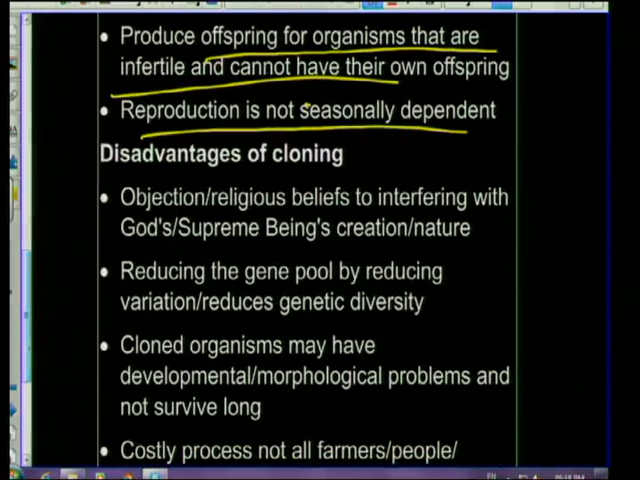 • Produce offspring for organisms that are
infertile and cannot have their own offspring
• Reproduction is not seasonally dependent
Disadvantages of cloning
• Objection/religious beliefs to interfering with
God's/Supreme Being's creation/nature
• Reducing the gene pool by reducing
variation/reduces genetic diversity
• Cloned organisms may have
developmental/morphological problems and
not survive long
• Costly process not all farmers/people/